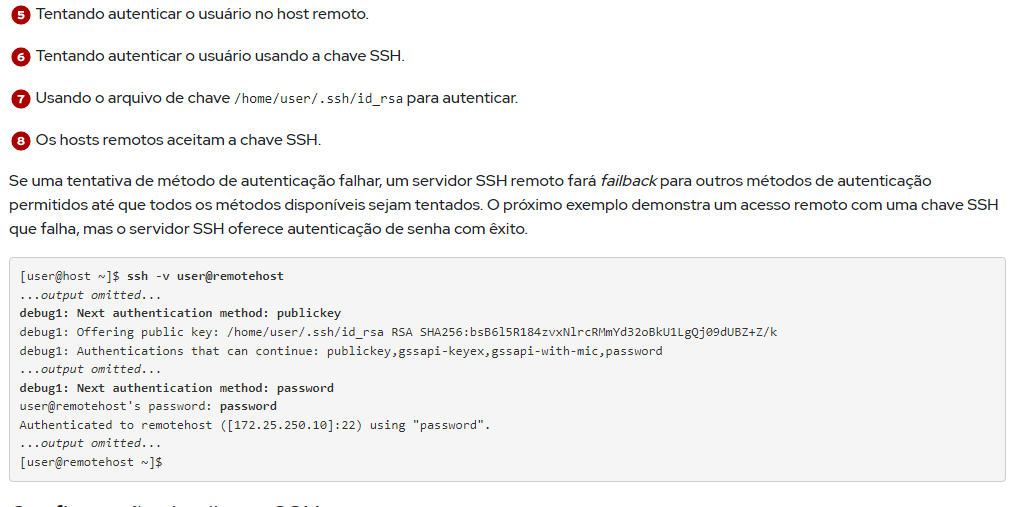 5 Tentando autenticar o usuário no host remoto.
6 Tentando autenticar o usuário usando a chave SSH.
7 Usando o arquivo de chave /home/user/.ssh/id_rsa para autenticar.
8 Os hosts remotos aceitam a chave SSH.
Se uma tentativa de método de autenticação falhar, um servidor SSH remoto fará failback para outros métodos de autenticação
permitidos até que todos os métodos disponíveis sejam tentados. O próximo exemplo demonstra um acesso remoto com uma chave SSH
que falha, mas o servidor SSH oferece autenticação de senha com êxito.
[user@host ~]$ ssh -v user@remotehost
...output omitted...
debug1: Next authentication method: publickey
debug1: Offering public key: /home/user/.ssh/id_rsa RSA SHA256:bsB6l5R184zvxNlrcRMmYd32oBkU1LgQj09dUBZ+Z/k
debug1: Authentications that can continue: publickey,gssapi-keyex,gssapi-with-mic,password
...output omitted...
debug1: Next authentication method: password
user@remotehost's password: password
Authenticated to remotehost ([172.25.250.10]:22) using "password".
...output omitted...
[user@remotehost ~]$